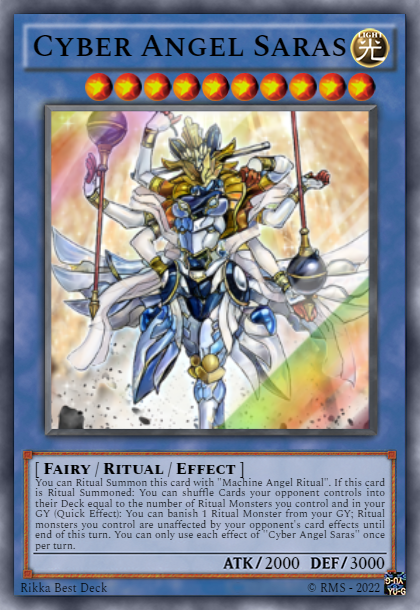 CYBER ANGEL SARAS
LIGHT
光
[ FAIRY / RITUAL / EFFECT ]
You can Ritual Summon this card with "Machine Angel Ritual". If this card
is Ritual Summoned: You can shuffle Cards your opponent controls into
their Deck equal to the number of Ritual Monsters you control and in your
GY (Quick Effect): You can banish 1 Ritual Monster from your GY; Ritual
monsters you control are unaffected by your opponent's card effects until
end of this turn. You can only use each effect of "Cyber Angel Saras" once
per turn.
ATK/2000 DEF/3000
Rikka Best Deck
© RMS - 2022
YU-G